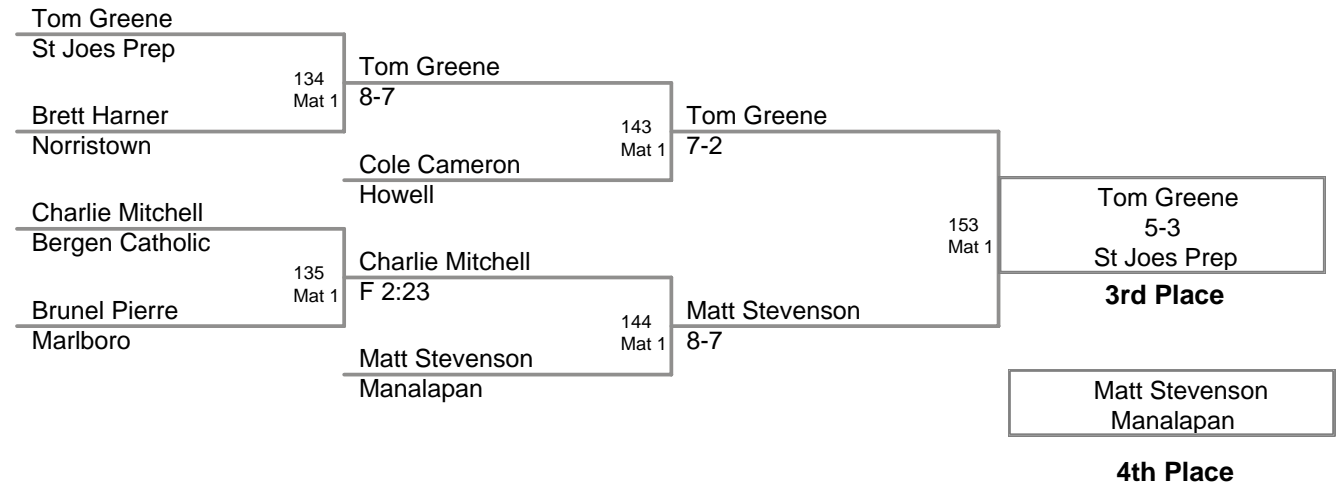 Tom Greene
St Joes Prep
134
Mat 1
Tom Greene
8-7
Brett Harner
Norristown
143
Mat 1
Tom Greene
7-2
Cole Cameron
Howell
Charlie Mitchell
Bergen Catholic
153
Mat 1
Tom Greene
5-3
St Joes Prep
3rd Place
135
Mat 1
Charlie Mitchell
F 2:23
Brunel Pierre
Marlboro
144
Mat 1
Matt Stevenson
8-7
Matt Stevenson
Manalapan
Matt Stevenson
Manalapan
4th Place